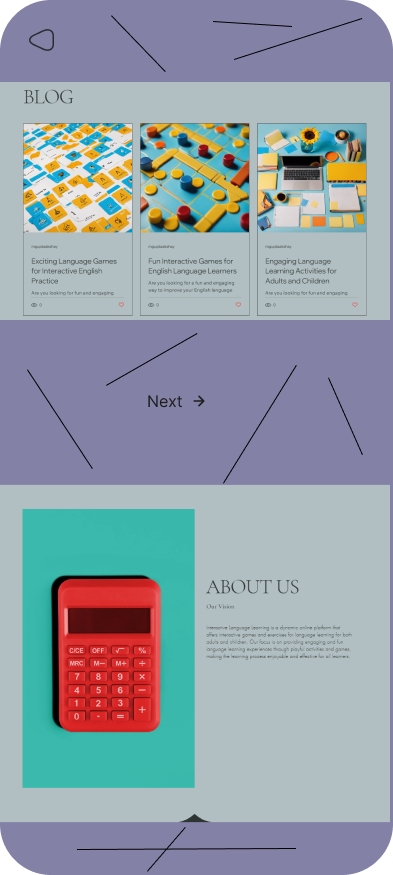 BLOG
Exciting Language Games
for Interactive English
Practice
Are you looking for fun and engaging
0
Fun Interactive Games for
English Language Learners
Are you looking for a fun and engaging
way to improve your English language
0
Engaging Language
Learning Activities for
Adults and Children
Are you looking for fun and engaging
0
Next →
ABOUT US
Our Vision
Interactive Language Learning is a dynamic online platform that
offers interactive games and exercises for language learning for both
adults and children. Our focus is on providing engaging and fun
language learning experiences through playful activities and games,
making the learning process enjoyable and effective for all learners.
C/CE OFF √ %
MRC M− M+ ÷
7 8 9 ×
4 5 6 −
1 2 3 +
0 · =